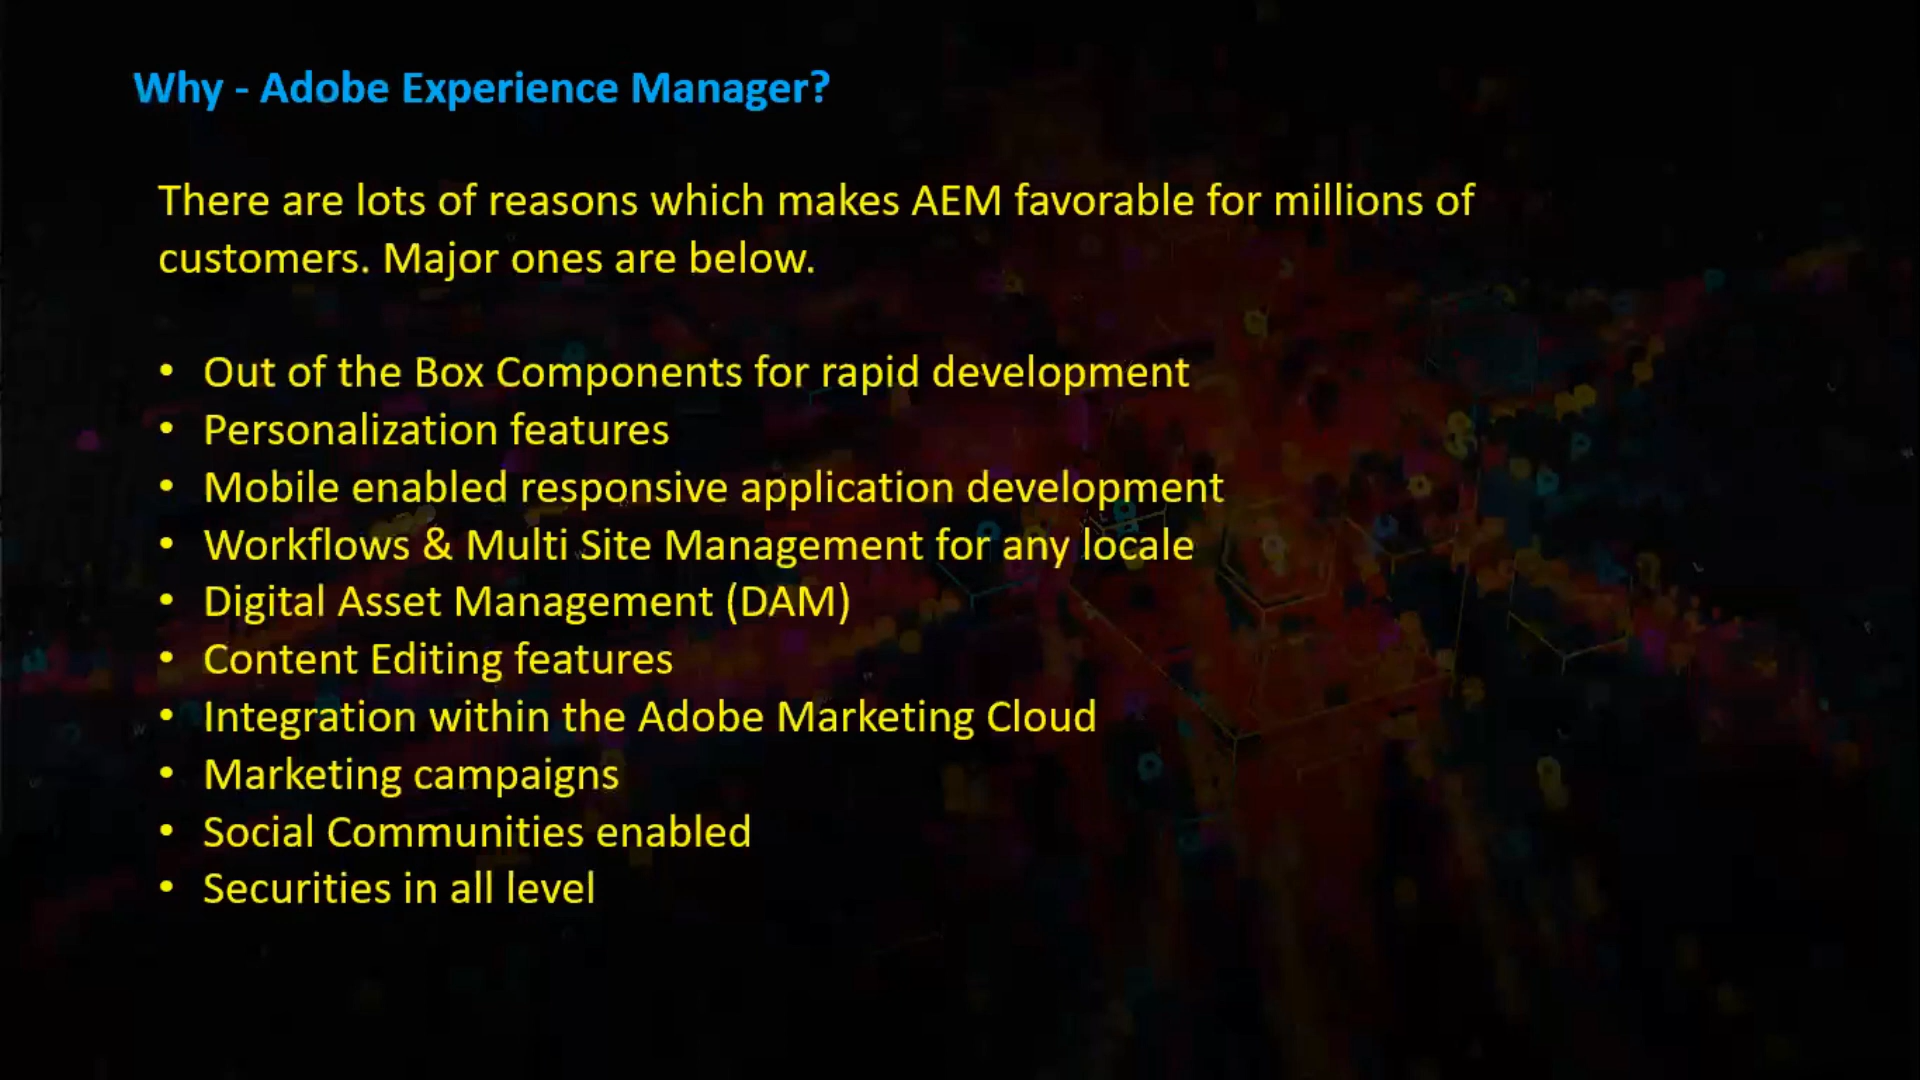 Why - Adobe Experience Manager?
There are lots of reasons which makes AEM favorable for millions of
customers. Major ones are below.
• Out of the Box Components for rapid development
• Personalization features
• Mobile enabled responsive application development
• Workflows & Multi Site Management for any locale
• Digital Asset Management (DAM)
• Content Editing features
• Integration within the Adobe Marketing Cloud
• Marketing campaigns
• Social Communities enabled
• Securities in all level